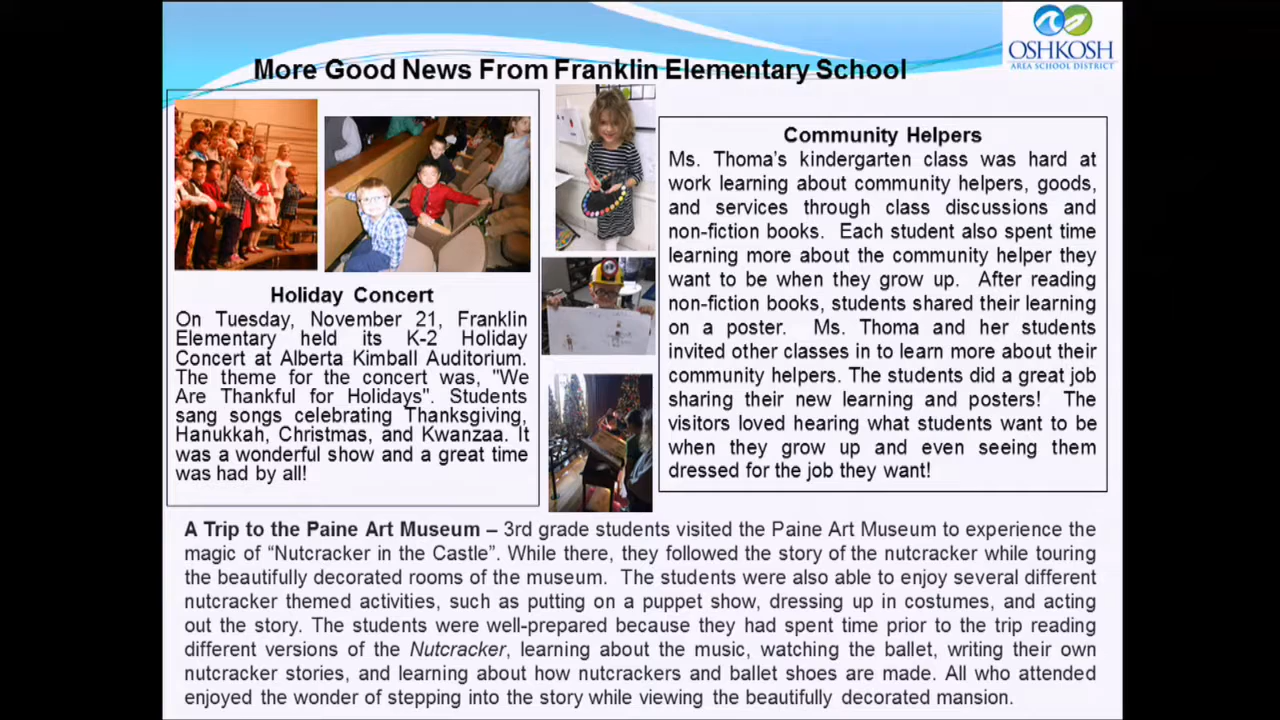 OSHKOSH
AREA SCHOOL DISTRICT
More Good News From Franklin Elementary School
Holiday Concert
On Tuesday, November 21, Franklin
Elementary held its K-2 Holiday
Concert at Alberta Kimball Auditorium.
The theme for the concert was, "We
Are Thankful for Holidays". Students
sang songs celebrating Thanksgiving,
Hanukkah, Christmas, and Kwanzaa. It
was a wonderful show and a great time
was had by all!
Community Helpers
Ms. Thoma’s kindergarten class was hard at
work learning about community helpers, goods,
and services through class discussions and
non-fiction books. Each student also spent time
learning more about the community helper they
want to be when they grow up. After reading
non-fiction books, students shared their learning
on a poster. Ms. Thoma and her students
invited other classes in to learn more about their
community helpers. The students did a great job
sharing their new learning and posters! The
visitors loved hearing what students want to be
when they grow up and even seeing them
dressed for the job they want!
A Trip to the Paine Art Museum – 3rd grade students visited the Paine Art Museum to experience the
magic of “Nutcracker in the Castle”. While there, they followed the story of the nutcracker while touring
the beautifully decorated rooms of the museum. The students were also able to enjoy several different
nutcracker themed activities, such as putting on a puppet show, dressing up in costumes, and acting
out the story. The students were well-prepared because they had spent time prior to the trip reading
different versions of the Nutcracker, learning about the music, watching the ballet, writing their own
nutcracker stories, and learning about how nutcrackers and ballet shoes are made. All who attended
enjoyed the wonder of stepping into the story while viewing the beautifully decorated mansion.